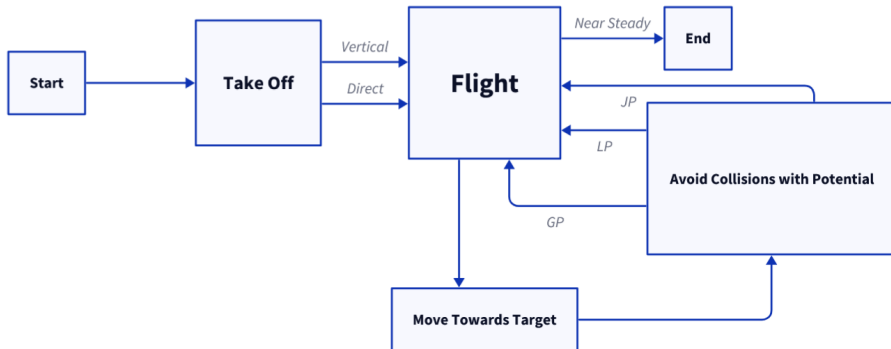 Start
Take Off
Vertical
Direct
Flight
Near Steady
End
JP
LP
GP
Avoid Collisions with Potential
Move Towards Target